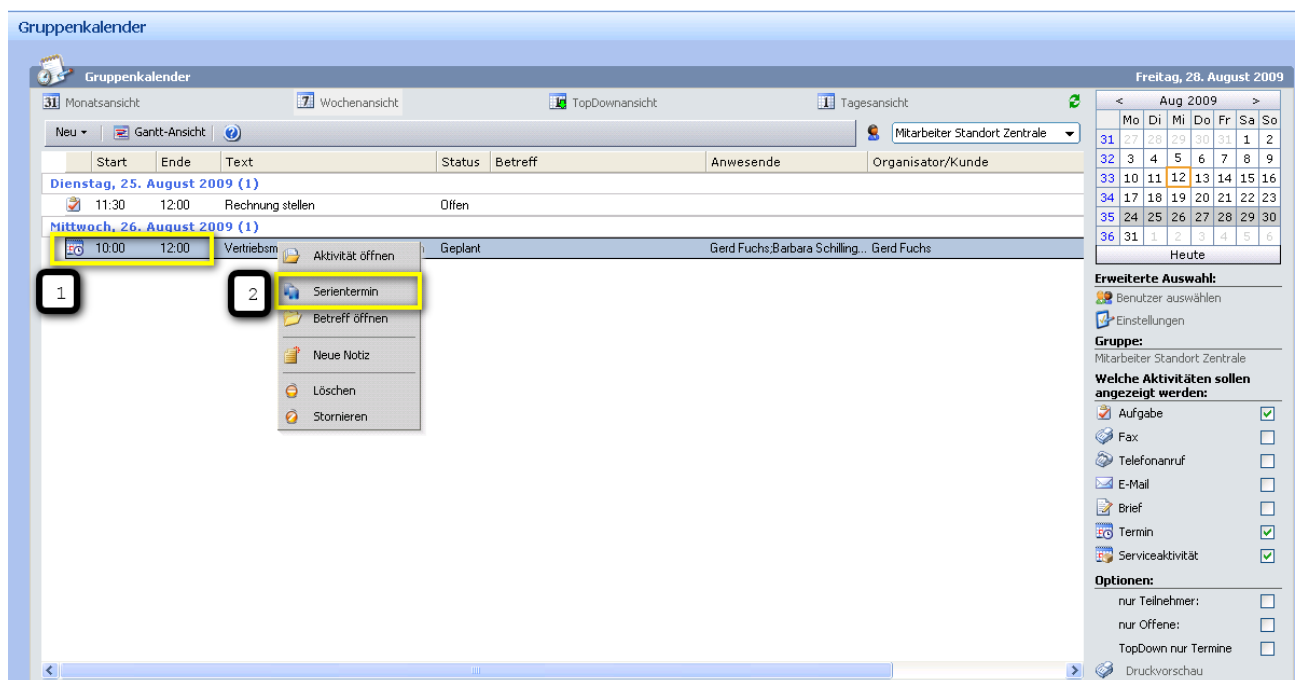 Gruppenkalender
Gruppenkalender Freitag, 28. August 2009
31 Monatsansicht 7 Wochenansicht TopDownansicht 1 Tagesansicht
Neu Gantt-Ansicht Mitarbeiter Standort Zentrale
Start Ende Text Status Betreff Anwesende Organisator/Kunde
Dienstag, 25. August 2009 (1)
11:30 12:00 Rechnung stellen Offen
Mittwoch, 26. August 2009 (1)
10:00 12:00 Vertriebsm Geplant Gerd Fuchs;Barbara Schilling... Gerd Fuchs
1
2
Aktivität öffnen
Serientermin
Betreff öffnen
Neue Notiz
Löschen
Stornieren
< Aug 2009 >
Mo Di Mi Do Fr Sa So
31 27 28 29 30 31 1 2
32 3 4 5 6 7 8 9
33 10 11 12 13 14 15 16
34 17 18 19 20 21 22 23
35 24 25 26 27 28 29 30
36 31 1 2 3 4 5 6
Heute
Erweiterte Auswahl:
Benutzer auswählen
Einstellungen
Gruppe:
Mitarbeiter Standort Zentrale
Welche Aktivitäten sollen
angezeigt werden:
Aufgabe
Fax
Telefonanruf
E-Mail
Brief
Termin
Serviceaktivität
Optionen:
nur Teilnehmer:
nur Offene:
TopDown nur Termine
Druckvorschau